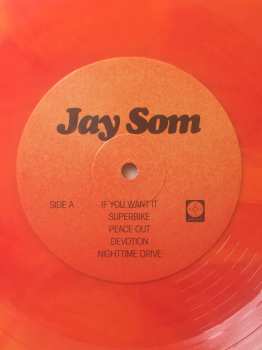 Jay Som
SIDE A
IF YOU WANT IT
SUPERBIKE
PEACE OUT
DEVOTION
NIGHTTIME DRIVE